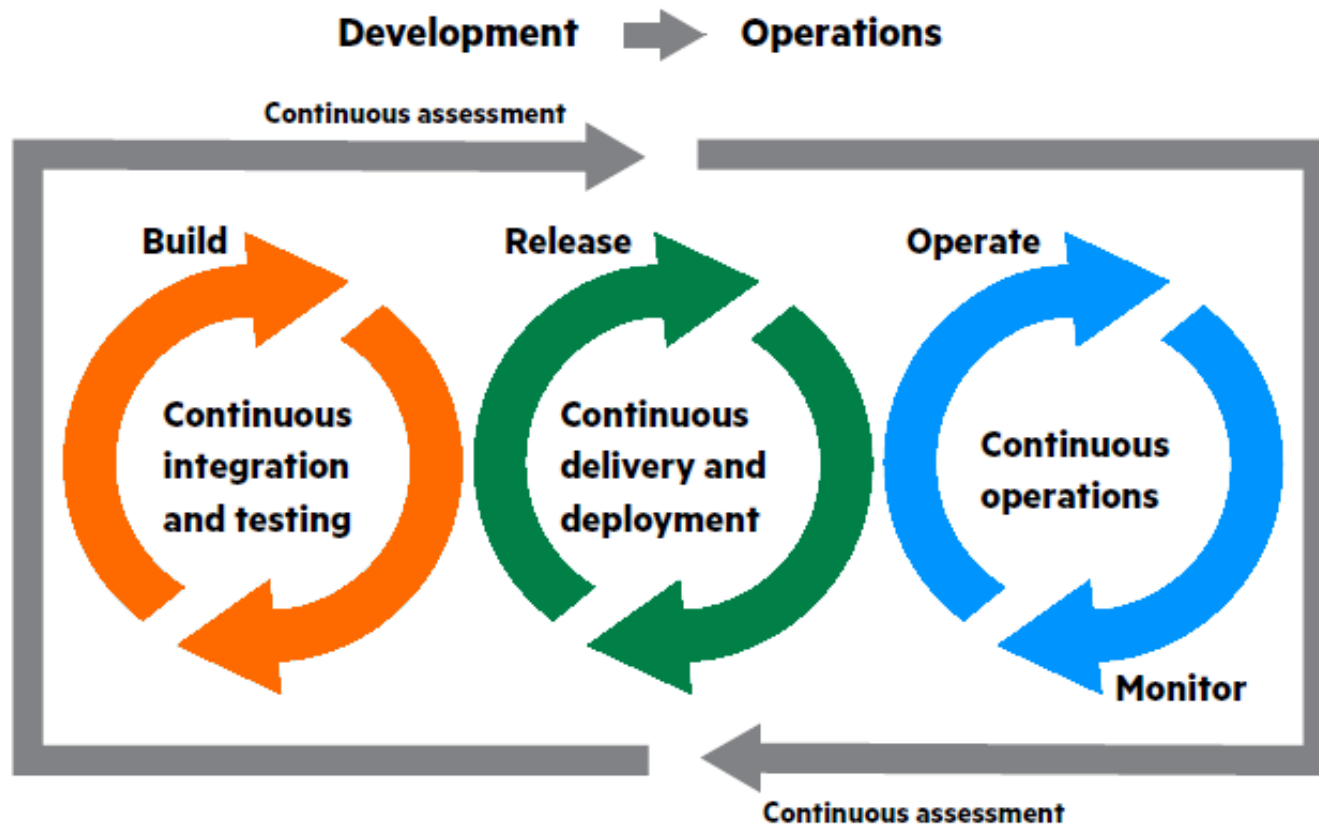 Development Operations
Continuous assessment
Build
Release
Operate
Continuous
integration
and testing
Continuous
delivery and
deployment
Continuous
operations
Monitor
Continuous assessment